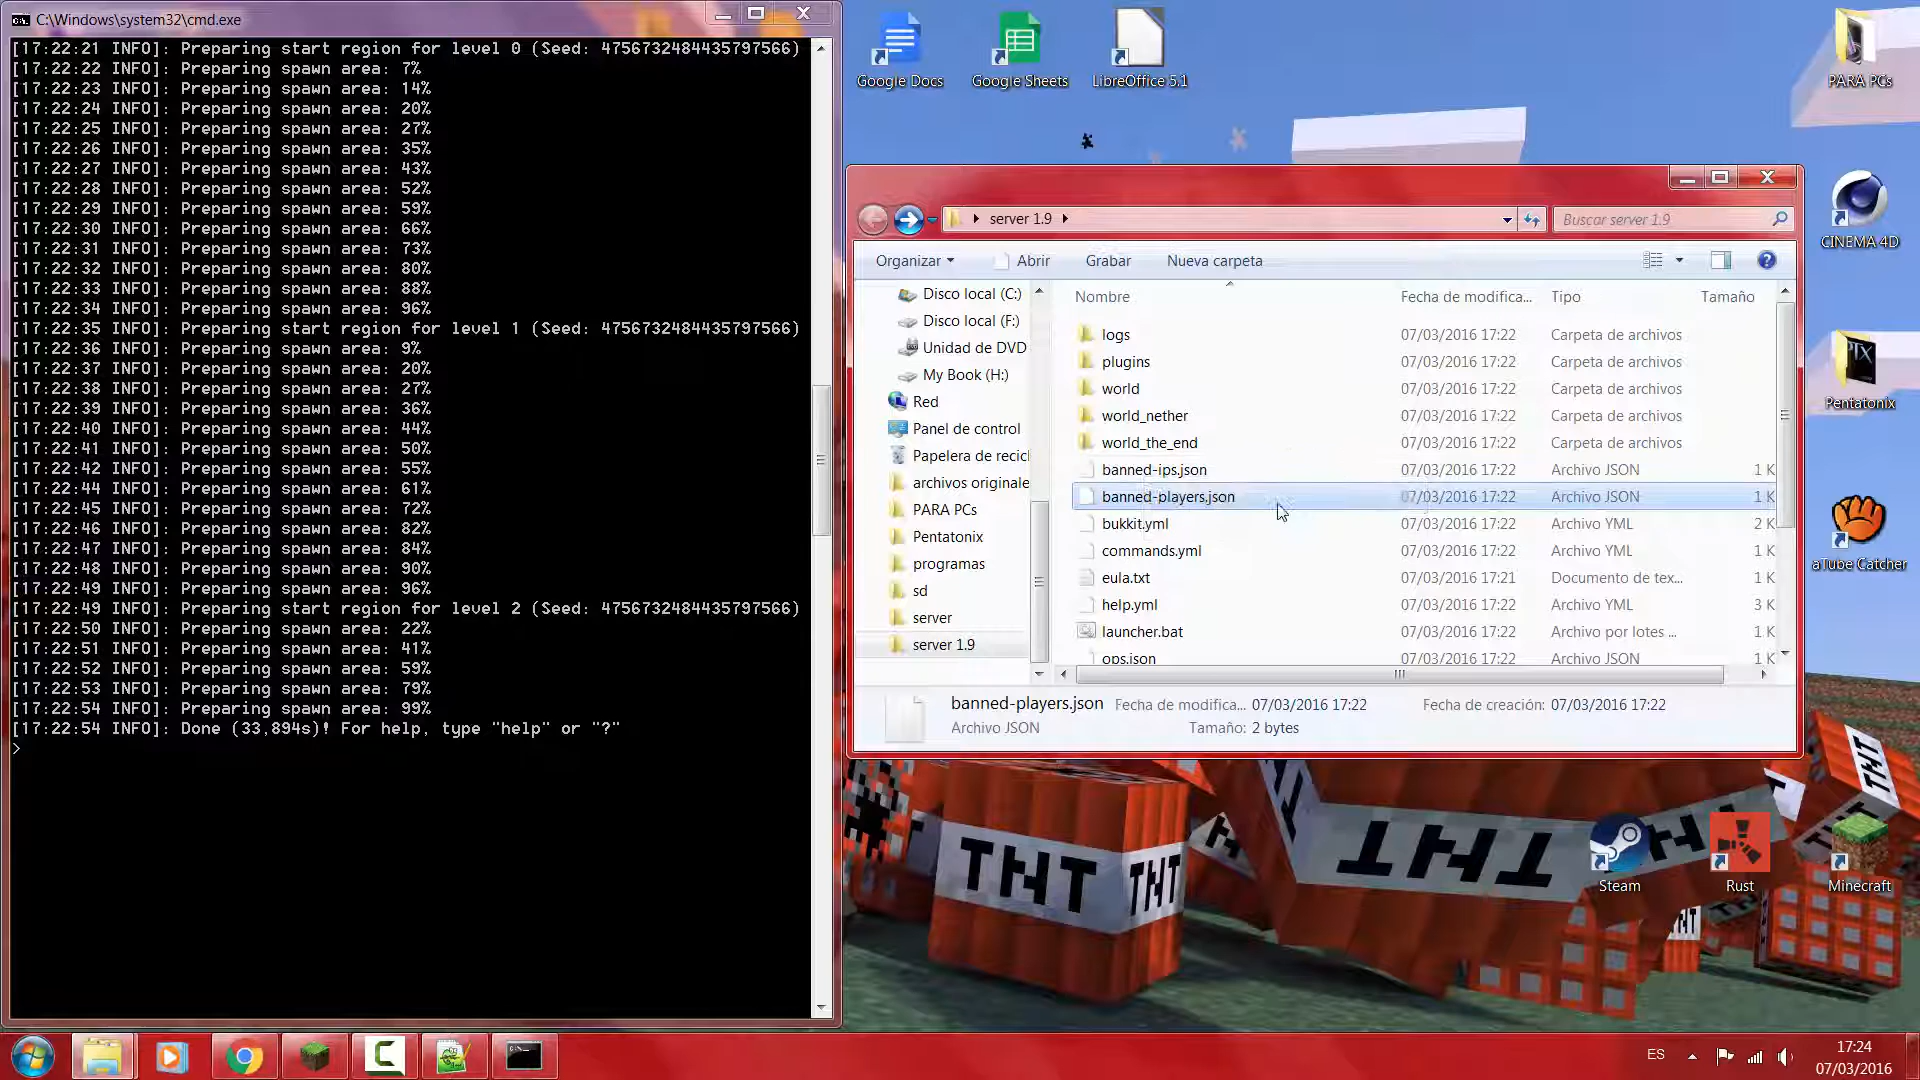 C:\Windows\system32\cmd.exe
[17:22:21 INFO]: Preparing start region for level 0 (Seed: 4756732484435797566)
[17:22:22 INFO]: Preparing spawn area: 7%
[17:22:23 INFO]: Preparing spawn area: 14%
[17:22:24 INFO]: Preparing spawn area: 20%
[17:22:25 INFO]: Preparing spawn area: 27%
[17:22:26 INFO]: Preparing spawn area: 35%
[17:22:27 INFO]: Preparing spawn area: 43%
[17:22:28 INFO]: Preparing spawn area: 52%
[17:22:29 INFO]: Preparing spawn area: 59%
[17:22:30 INFO]: Preparing spawn area: 66%
[17:22:31 INFO]: Preparing spawn area: 73%
[17:22:32 INFO]: Preparing spawn area: 80%
[17:22:33 INFO]: Preparing spawn area: 88%
[17:22:34 INFO]: Preparing spawn area: 96%
[17:22:35 INFO]: Preparing start region for level 1 (Seed: 4756732484435797566)
[17:22:36 INFO]: Preparing spawn area: 9%
[17:22:37 INFO]: Preparing spawn area: 20%
[17:22:38 INFO]: Preparing spawn area: 27%
[17:22:39 INFO]: Preparing spawn area: 36%
[17:22:40 INFO]: Preparing spawn area: 44%
[17:22:41 INFO]: Preparing spawn area: 50%
[17:22:42 INFO]: Preparing spawn area: 55%
[17:22:44 INFO]: Preparing spawn area: 61%
[17:22:45 INFO]: Preparing spawn area: 72%
[17:22:46 INFO]: Preparing spawn area: 82%
[17:22:47 INFO]: Preparing spawn area: 84%
[17:22:48 INFO]: Preparing spawn area: 90%
[17:22:49 INFO]: Preparing spawn area: 96%
[17:22:49 INFO]: Preparing start region for level 2 (Seed: 4756732484435797566)
[17:22:50 INFO]: Preparing spawn area: 22%
[17:22:51 INFO]: Preparing spawn area: 41%
[17:22:52 INFO]: Preparing spawn area: 59%
[17:22:53 INFO]: Preparing spawn area: 79%
[17:22:54 INFO]: Preparing spawn area: 99%
[17:22:54 INFO]: Done (33,894s)! For help, type "help" or "?"
>
Google Docs
Google Sheets
LibreOffice 5.1
PARA PCs
CINEMA 4D
PTX
Pentatonix
aTube Catcher
server 1.9
Buscar server 1.9
Organizar Abrir Grabar Nueva carpeta
Disco local (C:)
Disco local (F:)
Unidad de DVD
My Book (H:)
Red
Panel de control
Papelera de recicl
archivos originale
PARA PCs
Pentatonix
programas
sd
server
server 1.9
Nombre Fecha de modifica... Tipo Tamaño
logs 07/03/2016 17:22 Carpeta de archivos
plugins 07/03/2016 17:22 Carpeta de archivos
world 07/03/2016 17:22 Carpeta de archivos
world_nether 07/03/2016 17:22 Carpeta de archivos
world_the_end 07/03/2016 17:22 Carpeta de archivos
banned-ips.json 07/03/2016 17:22 Archivo JSON 1 K
banned-players.json 07/03/2016 17:22 Archivo JSON 1 K
bukkit.yml 07/03/2016 17:22 Archivo YML 2 K
commands.yml 07/03/2016 17:22 Archivo YML 1 K
eula.txt 07/03/2016 17:21 Documento de tex... 1 K
help.yml 07/03/2016 17:22 Archivo YML 3 K
launcher.bat 07/03/2016 17:22 Archivo por lotes ... 1 K
ops.json 07/03/2016 17:22 Archivo JSON 1 K
banned-players.json Fecha de modifica... 07/03/2016 17:22 Fecha de creación: 07/03/2016 17:22
Archivo JSON Tamaño: 2 bytes
TNT
TNT
TNT
TNT
TNT
Steam
Rust
Minecraft
ES
17:24
07/03/2016